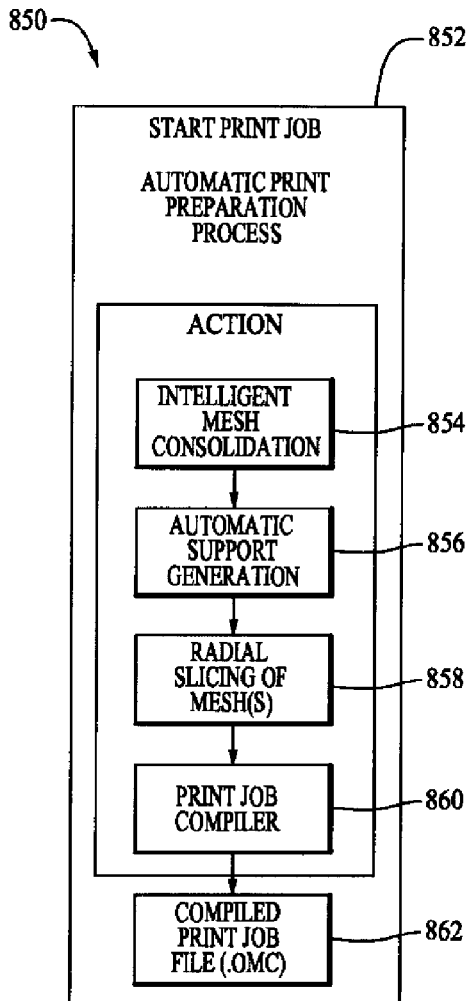 850
852
START PRINT JOB
AUTOMATIC PRINT
PREPARATION
PROCESS
ACTION
INTELLIGENT
MESH
CONSOLIDATION
854
AUTOMATIC
SUPPORT
GENERATION
856
RADIAL
SLICING OF
MESH(S)
858
PRINT JOB
COMPILER
860
COMPILED
PRINT JOB
FILE (.OMC)
862